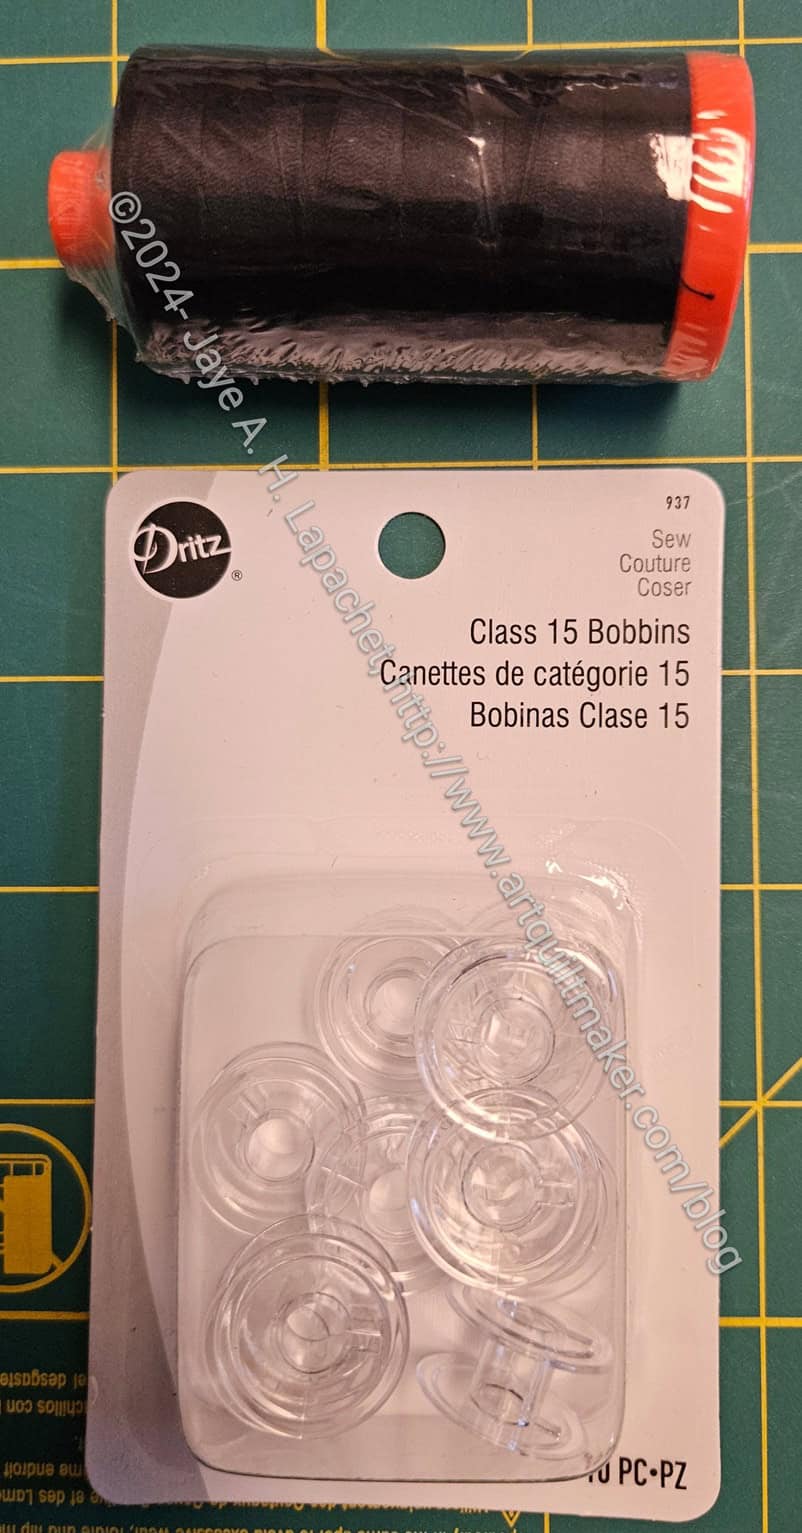 ©2024- Jaye A. H. Lapachet, http://www.artquiltmaker.com/blog
Dritz®
937
Sew
Couture
Coser
Class 15 Bobbins
Canettes de catégorie 15
Bobinas Clase 15
10 PC•PZ